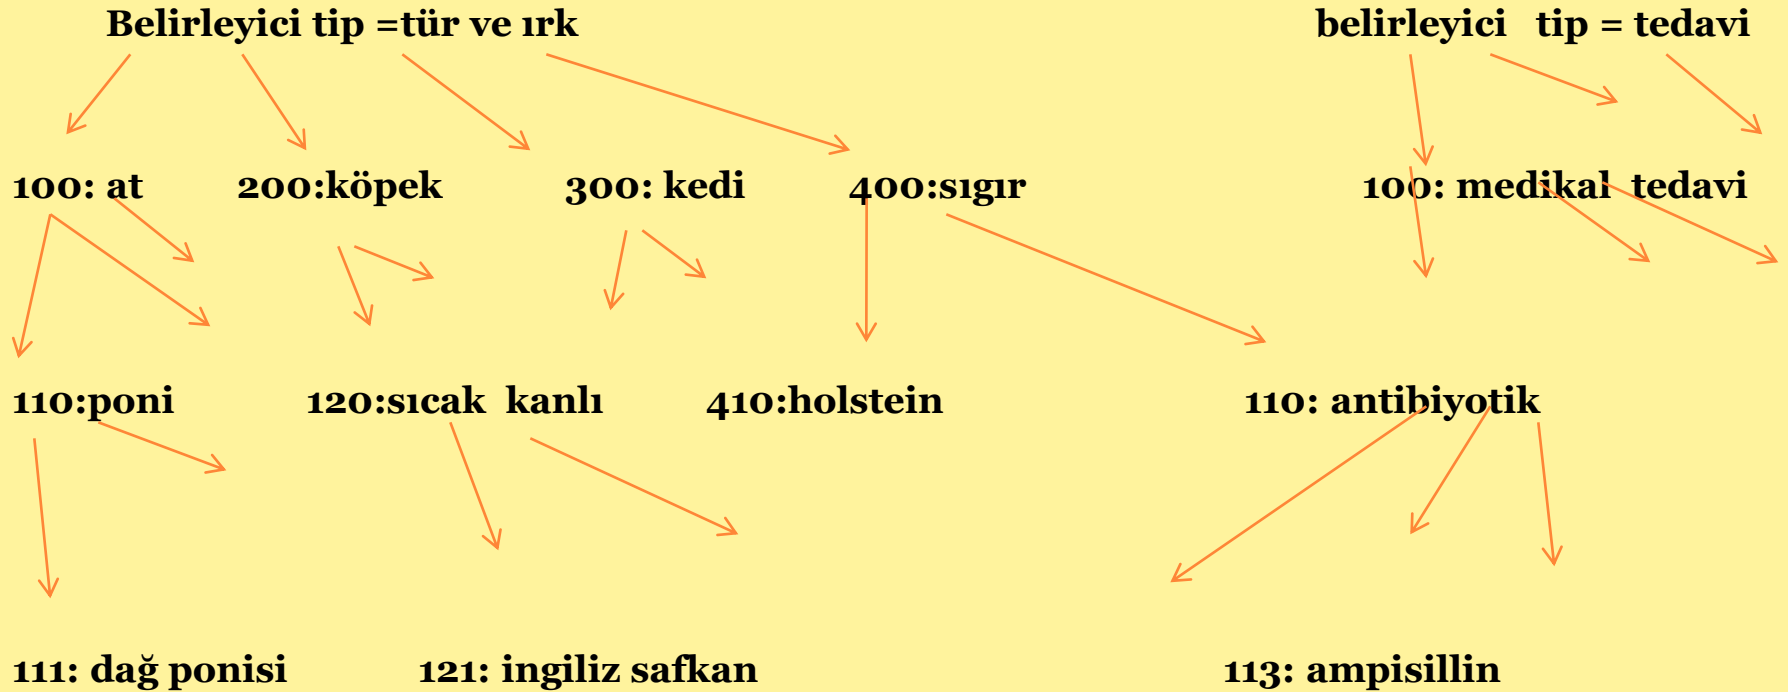 Belirleyici tip =tür ve ırk belirleyici tip = tedavi
100: at 200:köpek 300: kedi 400:sıgır 100: medikal tedavi
110:poni 120:sıcak kanlı 410:holstein 110: antibiyotik
111: dağ ponisi 121: ingiliz safkan 113: ampisillin